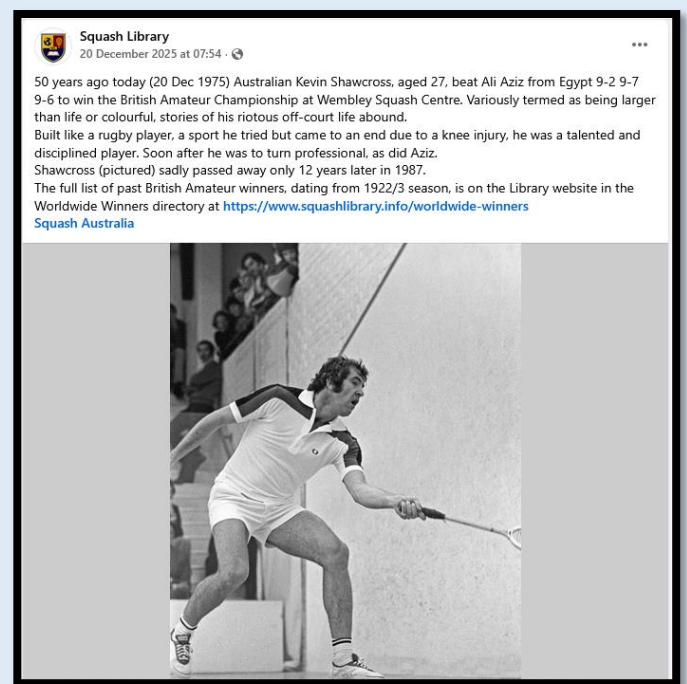 Squash Library
20 December 2025 at 07:54 ·
50 years ago today (20 Dec 1975) Australian Kevin Shawcross, aged 27, beat Ali Aziz from Egypt 9-2 9-7
9-6 to win the British Amateur Championship at Wembley Squash Centre. Variously termed as being larger
than life or colourful, stories of his riotous off-court life abound.
Built like a rugby player, a sport he tried but came to an end due to a knee injury, he was a talented and
disciplined player. Soon after he was to turn professional, as did Aziz.
Shawcross (pictured) sadly passed away only 12 years later in 1987.
The full list of past British Amateur winners, dating from 1922/3 season, is on the Library website in the
Worldwide Winners directory at https://www.squashlibrary.info/worldwide-winners
Squash Australia